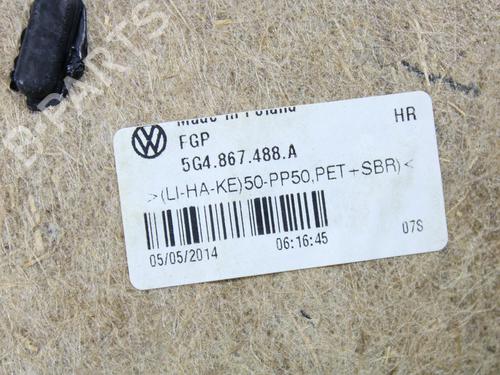 B-PARTS
Made in Poland
FGP
HR
5G4.867.488.A
>(LI-HA-KE)50-PP50,PET+SBR)<
05/05/2014 06:16:45 07S